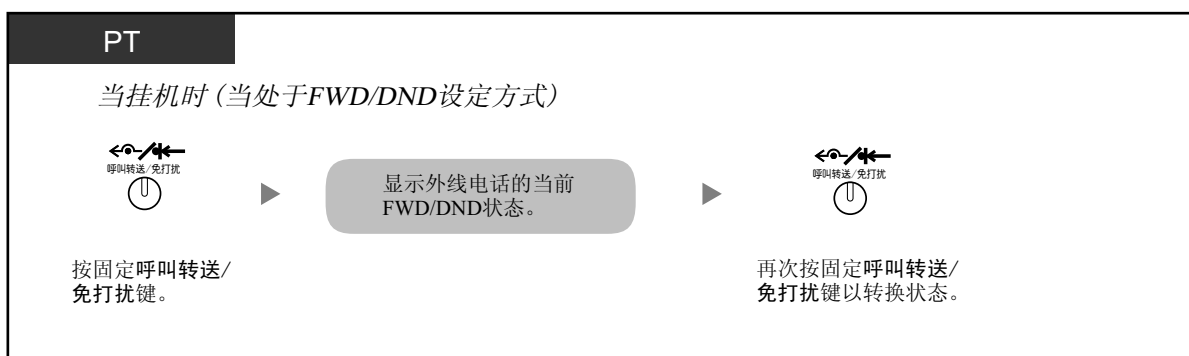 PT
当挂机时（当处于FWD/DND设定方式）
呼叫转送/免打扰
显示外线电话的当前
FWD/DND状态。
呼叫转送/免打扰
按固定呼叫转送/
免打扰键。
再次按固定呼叫转送/
免打扰键以转换状态。